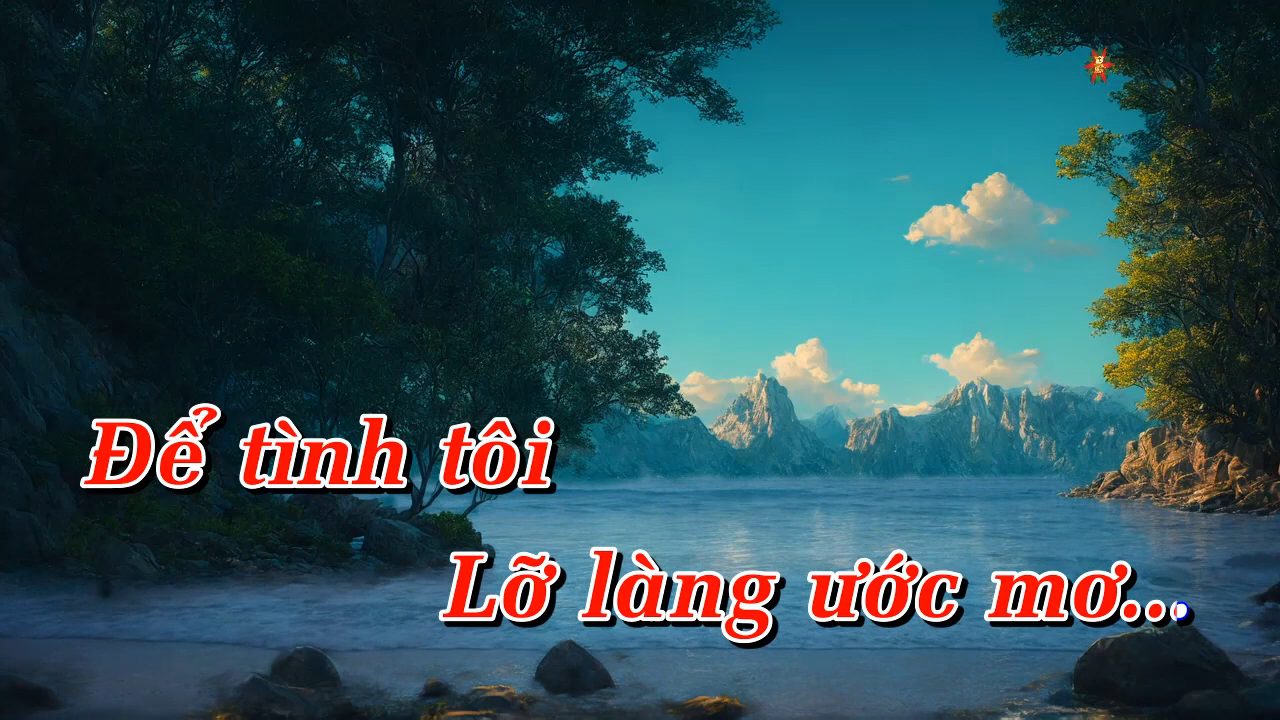 Để tình tôi
Lỡ làng ước mơ...